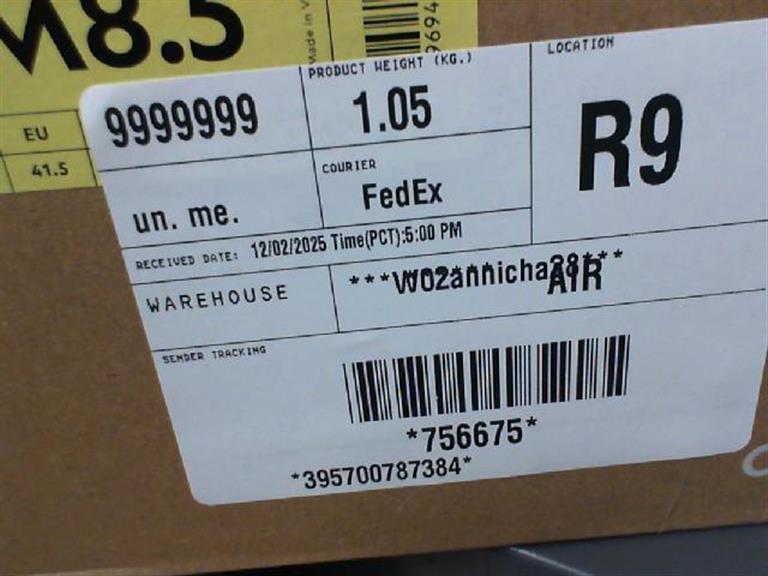 M8.5
Made in V
9694
EU
41.5
9999999
PRODUCT WEIGHT (KG.)
1.05
LOCATION
R9
un. me.
COURIER
FedEx
RECEIVED DATE: 12/02/2025 Time(PCT):5:00 PM
WAREHOUSE
AIR
SENDER TRACKING
*756675*
*395700787384*